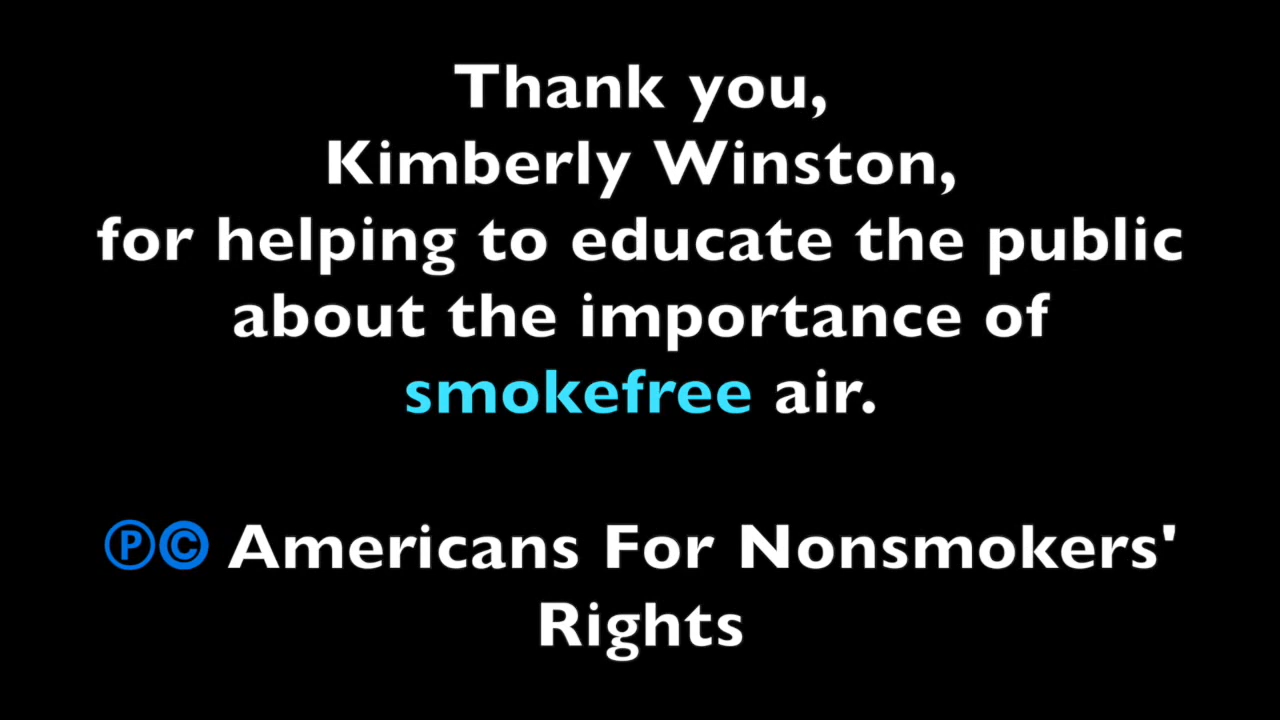 Thank you,
Kimberly Winston,
for helping to educate the public
about the importance of
smokefree air.
℗© Americans For Nonsmokers'
Rights